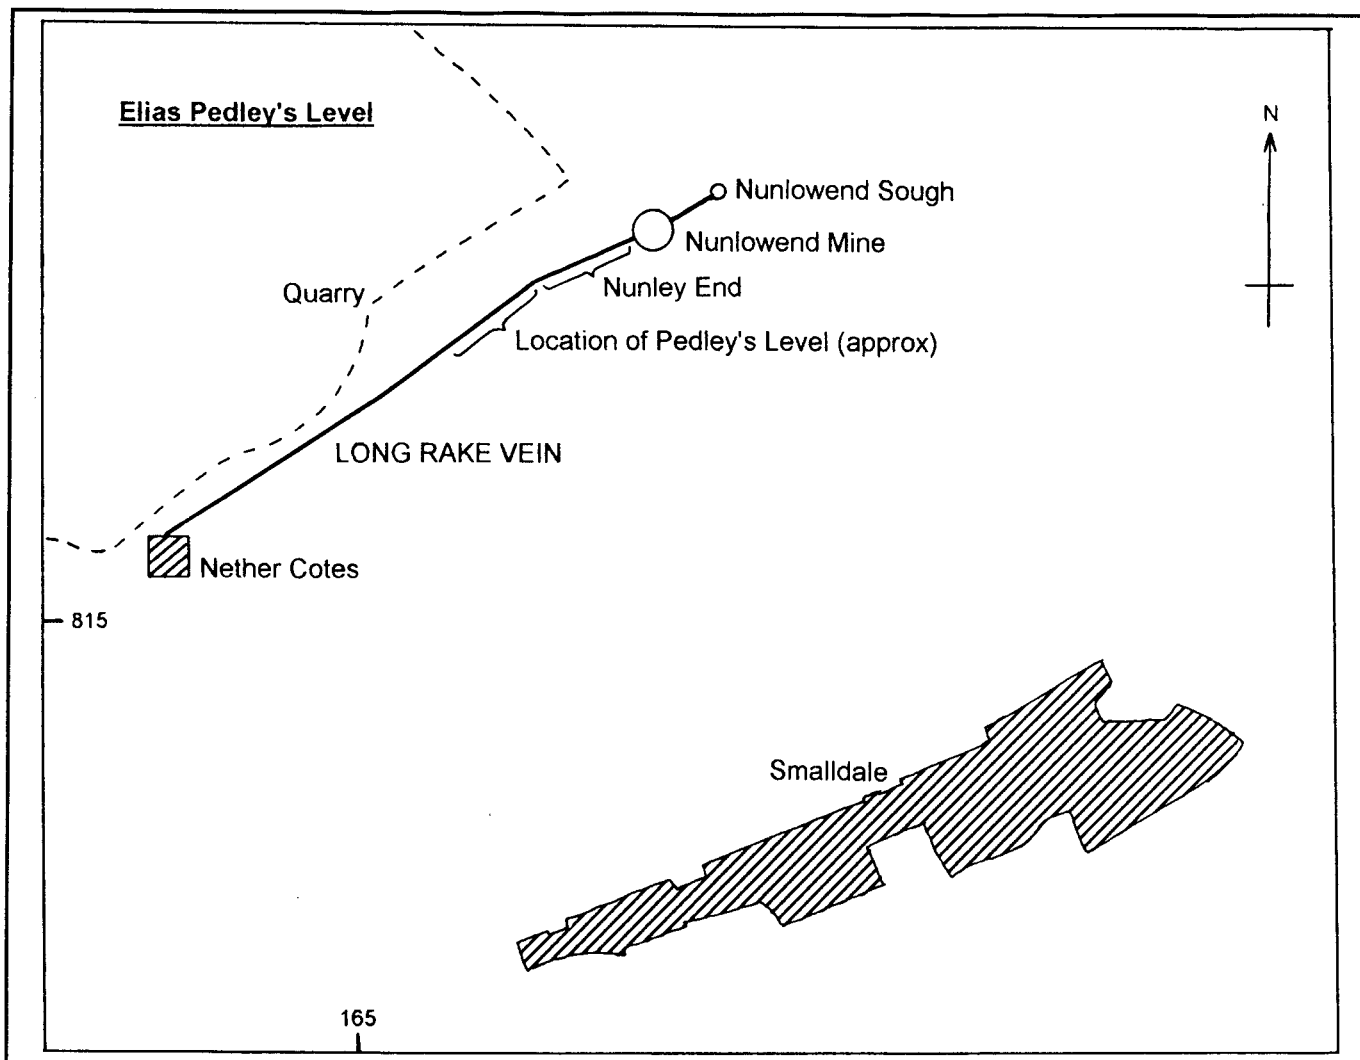 Elias Pedley's Level
N
Nunlowend Sough
Nunlowend Mine
Nunley End
Quarry
Location of Pedley's Level (approx)
LONG RAKE VEIN
Nether Cotes
815
Smalldale
165